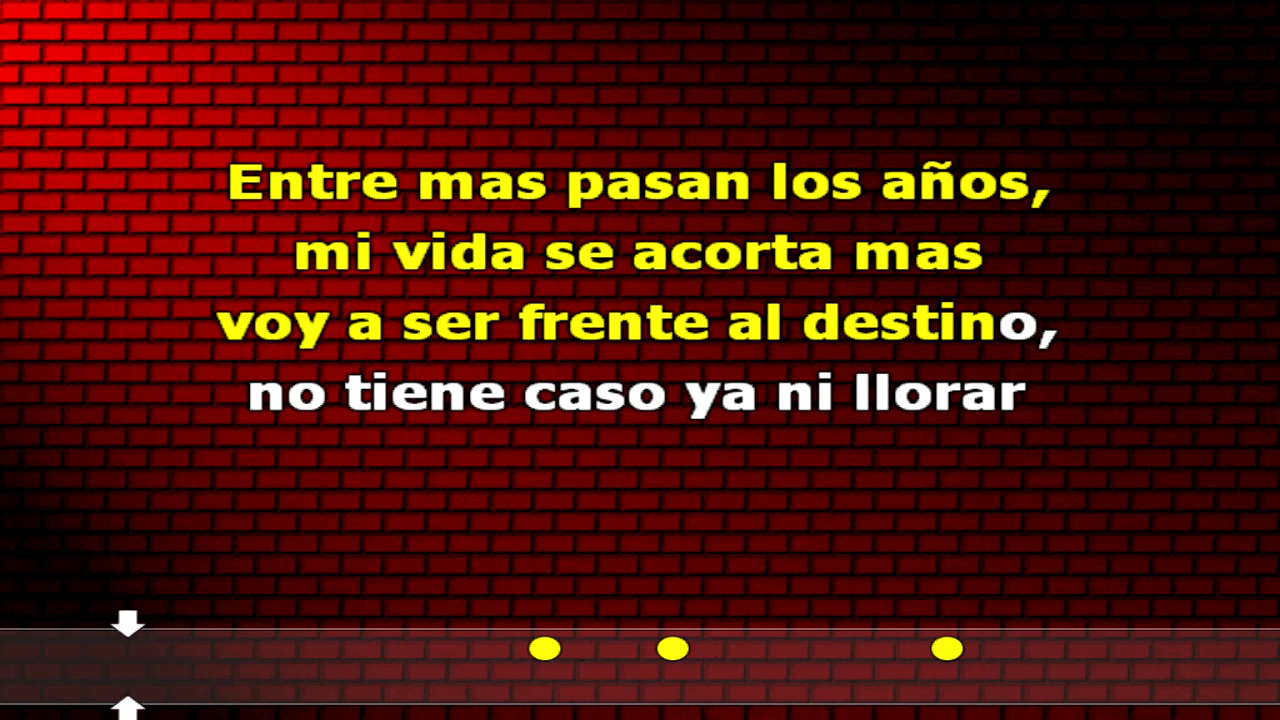 Entre mas pasan los años,
mi vida se acorta mas
voy a ser frente al destino,
no tiene caso ya ni llorar